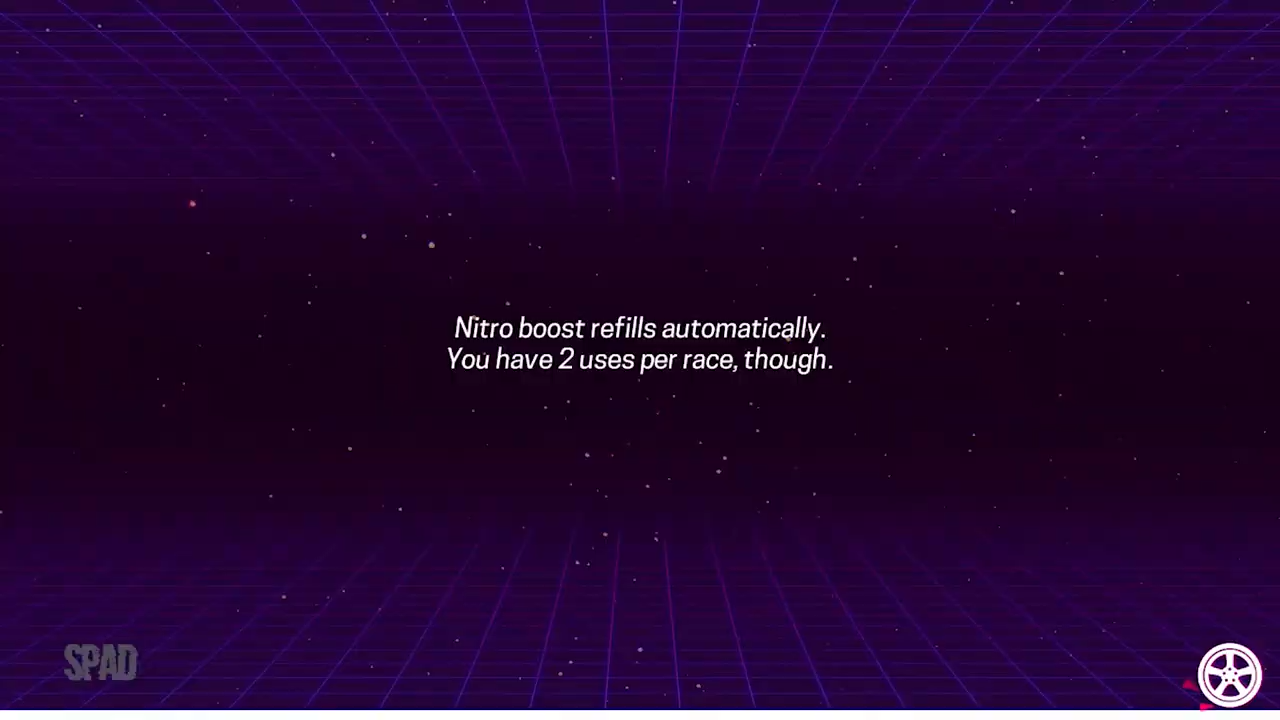 Nitro boost refills automatically.
You have 2 uses per race, though.
SPAD